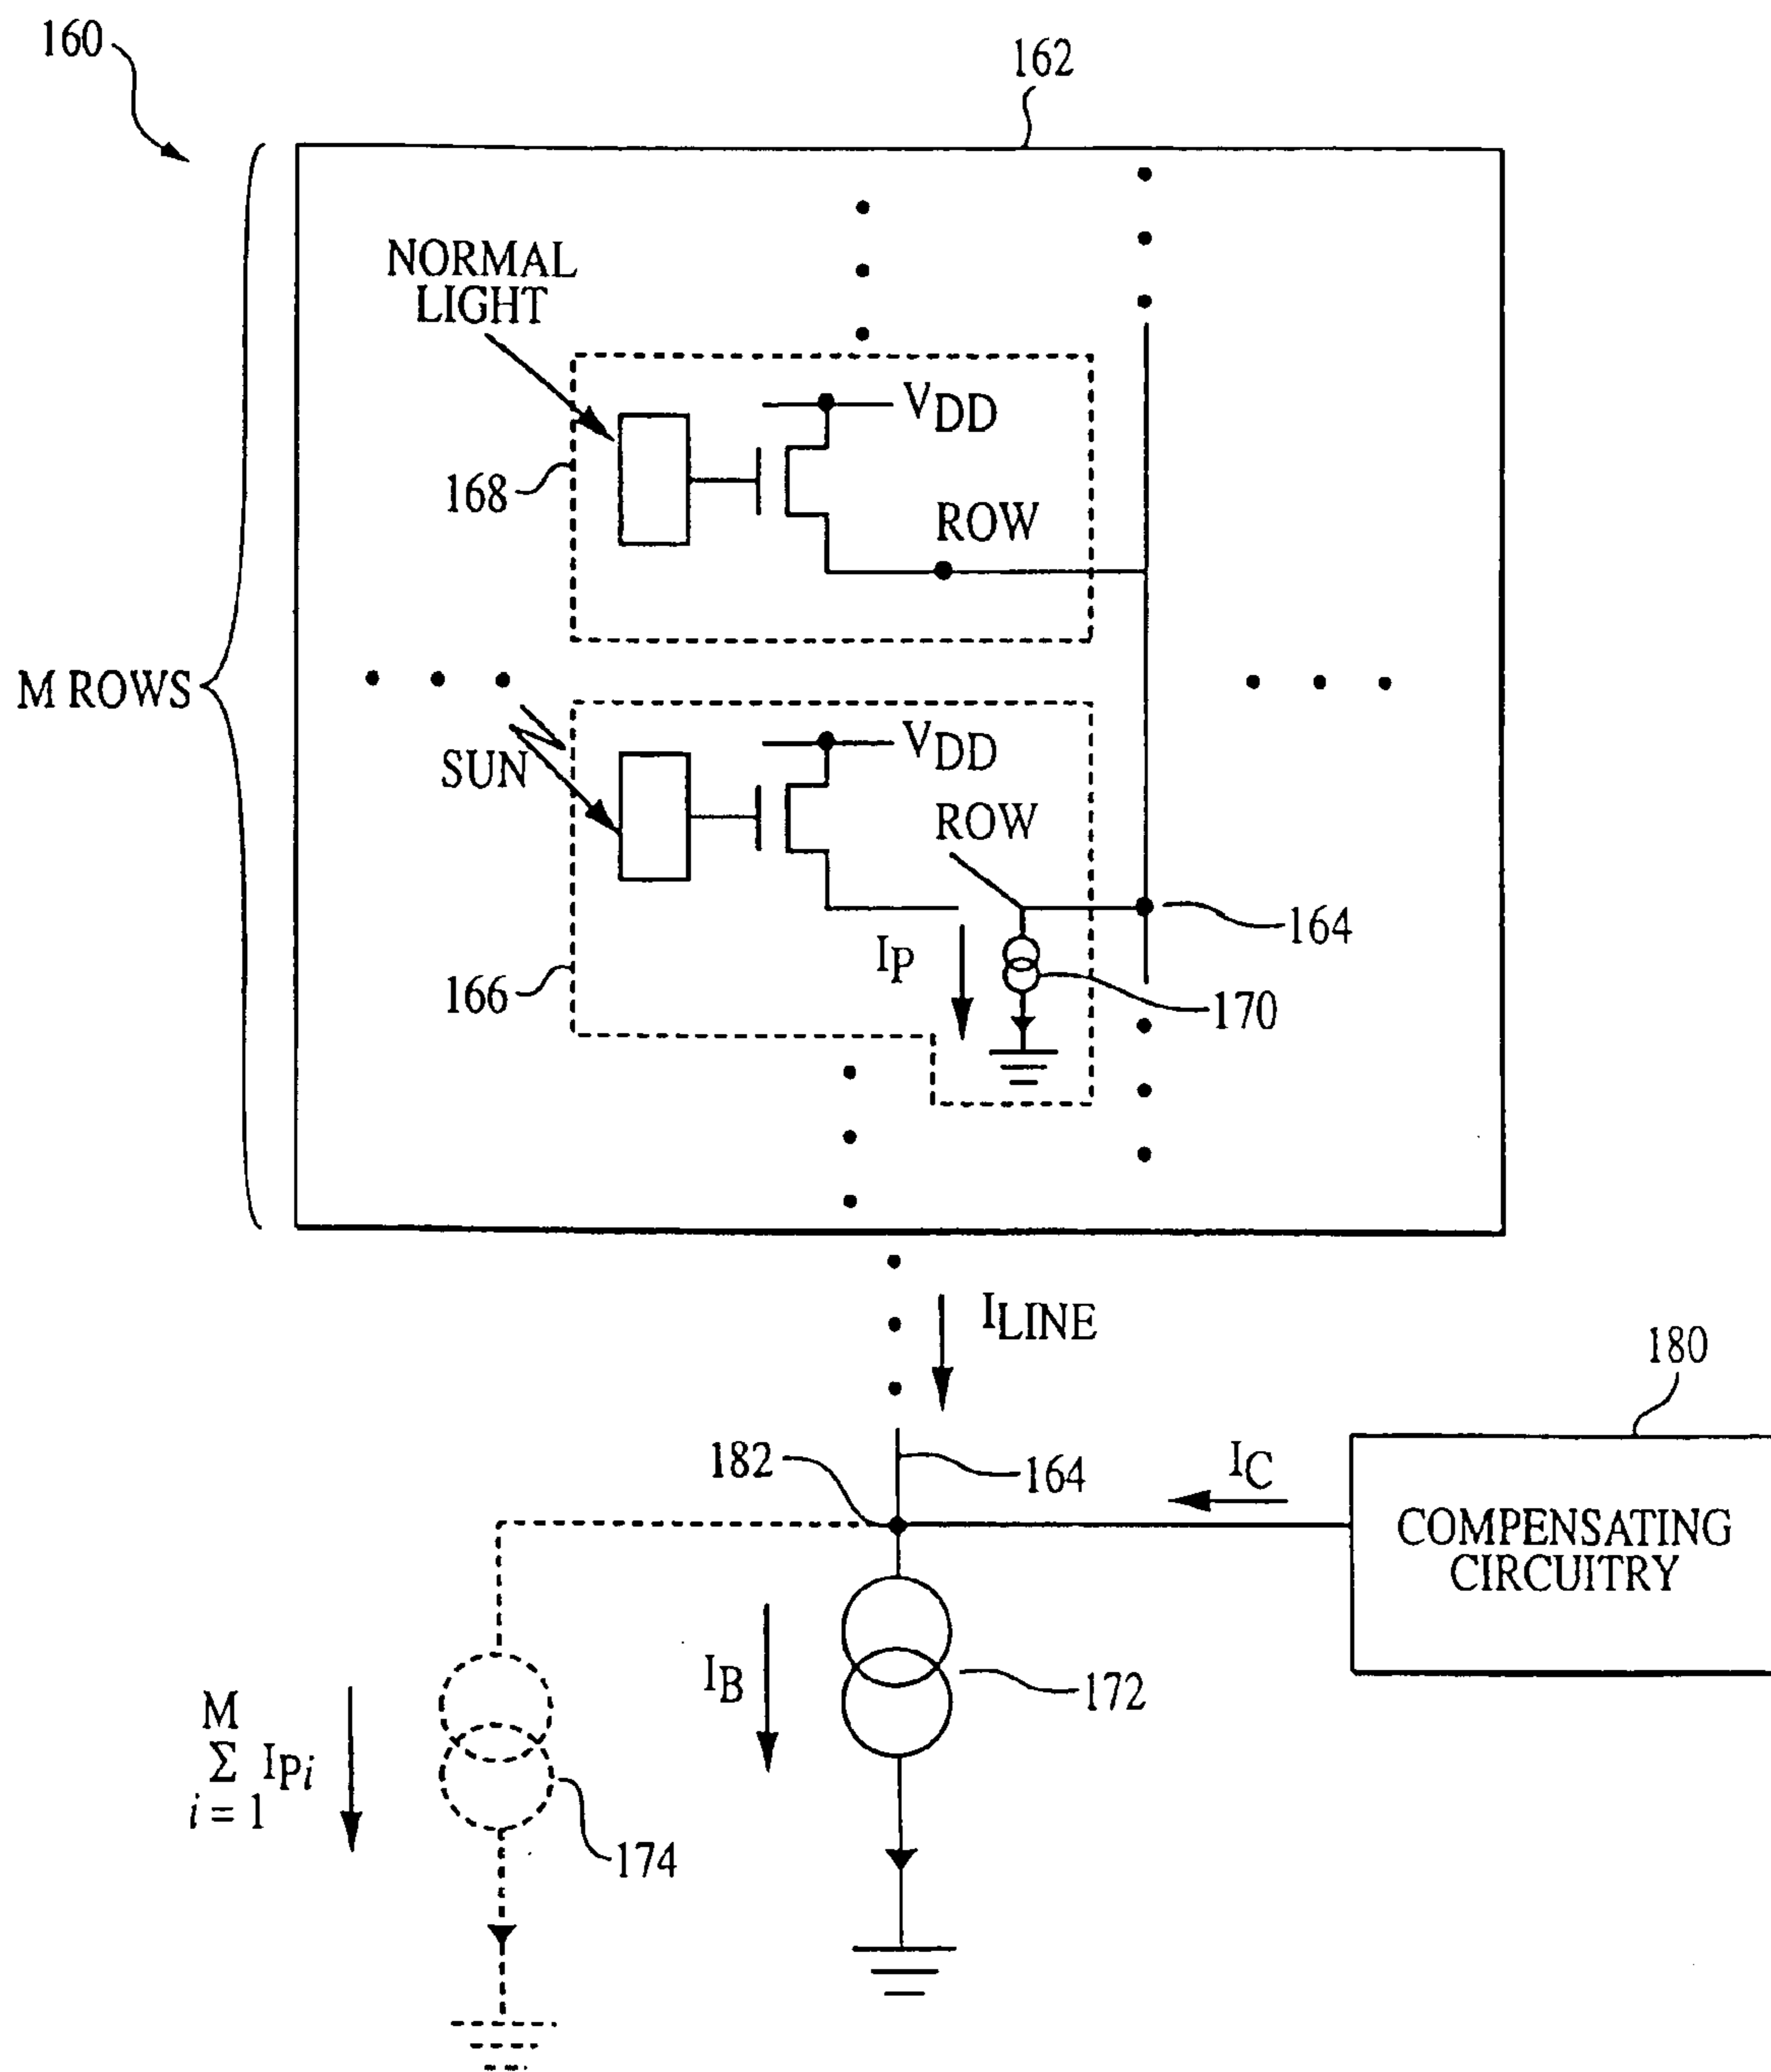 160
162
NORMAL
LIGHT
VDD
168
ROW
M ROWS
VDD
SUN
ROW
164
IP
166
170
ILINE
180
182
164
IC
COMPENSATING
CIRCUITRY
IB
172
M
Σ IPi
i = 1
174